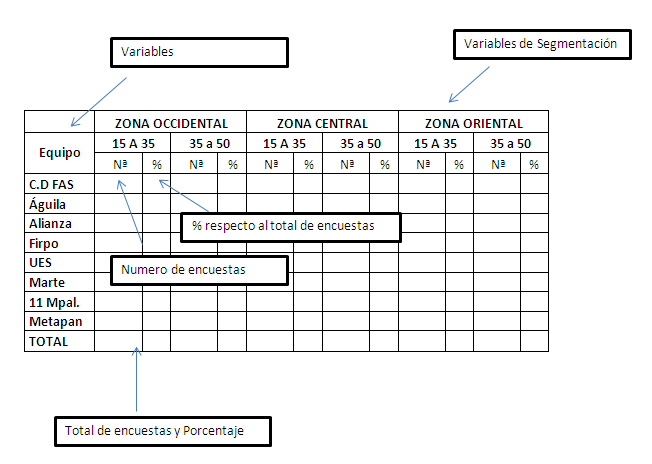 Variables
Variables de Segmentación
ZONA OCCIDENTAL ZONA CENTRAL ZONA ORIENTAL
Equipo 15 A 35 35 a 50 15 A 35 35 a 50 15 A 35 35 a 50
Nª % Nª % Nª % Nª % Nª % Nª %
C.D FAS
Águila
Alianza
% respecto al total de encuestas
Firpo
UES
Numero de encuestas
Marte
11 Mpal.
Metapan
TOTAL
Total de encuestas y Porcentaje